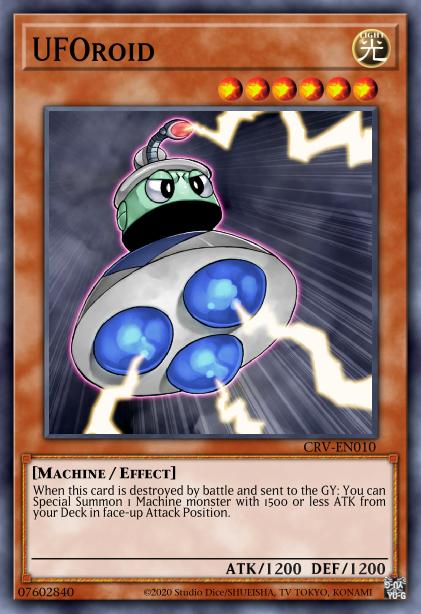 UFOROID
LIGHT
光
CRV-EN010
[MACHINE / EFFECT]
When this card is destroyed by battle and sent to the GY: You can
Special Summon 1 Machine monster with 1500 or less ATK from
your Deck in face-up Attack Position.
ATK/1200 DEF/1200
07602840
©2020 Studio Dice/SHUEISHA, TV TOKYO, KONAMI